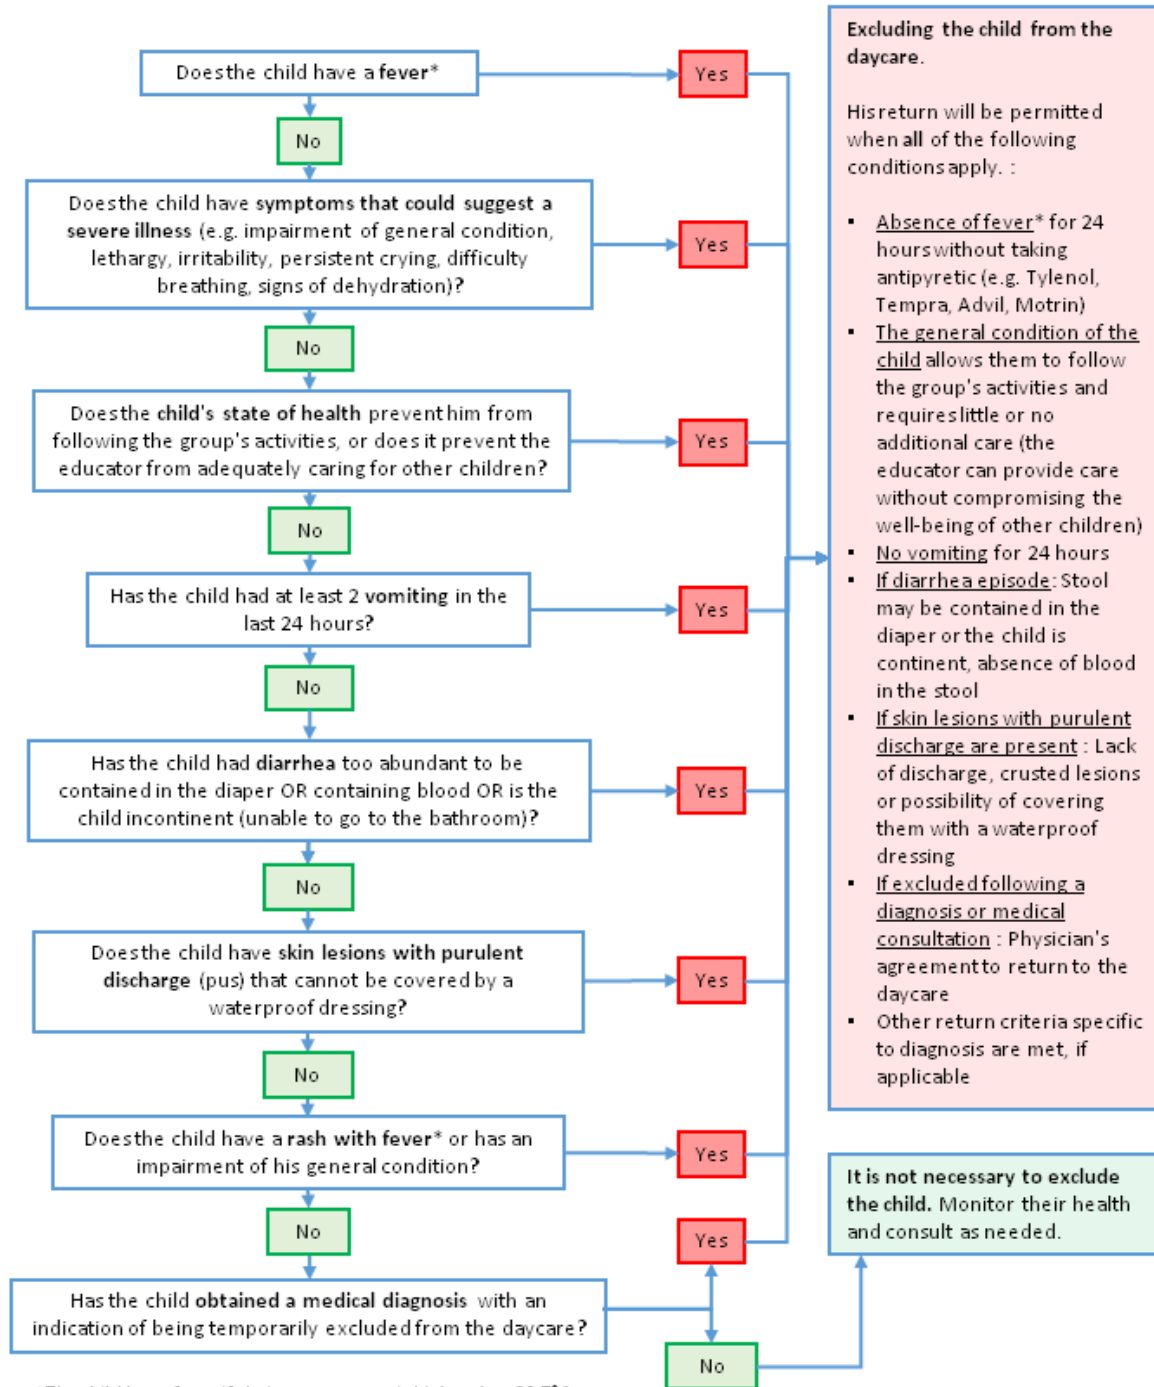 Does the child have a fever*
Yes
No
Does the child have symptoms that could suggest a
severe illness (e.g. impairment of general condition,
lethargy, irritability, persistent crying, difficulty
breathing, signs of dehydration)?
Yes
No
Does the child's state of health prevent him from
following the group's activities, or does it prevent the
educator from adequately caring for other children?
Yes
No
Has the child had at least 2 vomiting in the
last 24 hours?
Yes
No
Has the child had diarrhea too abundant to be
contained in the diaper OR containing blood OR is the
child incontinent (unable to go to the bathroom)?
Yes
No
Does the child have skin lesions with purulent
discharge (pus) that cannot be covered by a
waterproof dressing?
Yes
No
Does the child have a rash with fever* or has an
impairment of his general condition?
Yes
No
Has the child obtained a medical diagnosis with an
indication of being temporarily excluded from the daycare?
Yes
No
Excluding the child from the
daycare.
His return will be permitted
when all of the following
conditions apply. :
▪ Absence of fever* for 24
hours without taking
antipyretic (e.g. Tylenol,
Tempra, Advil, Motrin)
▪ The general condition of the
child allows them to follow
the group's activities and
requires little or no
additional care (the
educator can provide care
without compromising the
well-being of other children)
▪ No vomiting for 24 hours
▪ If diarrhea episode: Stool
may be contained in the
diaper or the child is
continent, absence of blood
in the stool
▪ If skin lesions with purulent
discharge are present : Lack
of discharge, crusted lesions
or possibility of covering
them with a waterproof
dressing
▪ If excluded following a
diagnosis or medical
consultation : Physician's
agreement to return to the
daycare
▪ Other return criteria specific
to diagnosis are met, if
applicable
It is not necessary to exclude
the child. Monitor their health
and consult as needed.